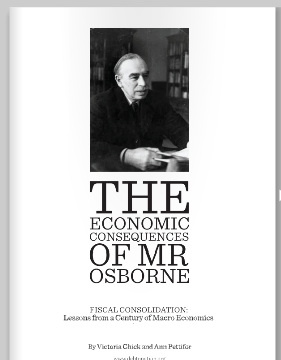 THE
ECONOMIC
CONSEQUENCES
OF MR
OSBORNE
FISCAL CONSOLIDATION:
Lessons from a Century of Macro Economics
By Victoria Chick and Ann Pettifor